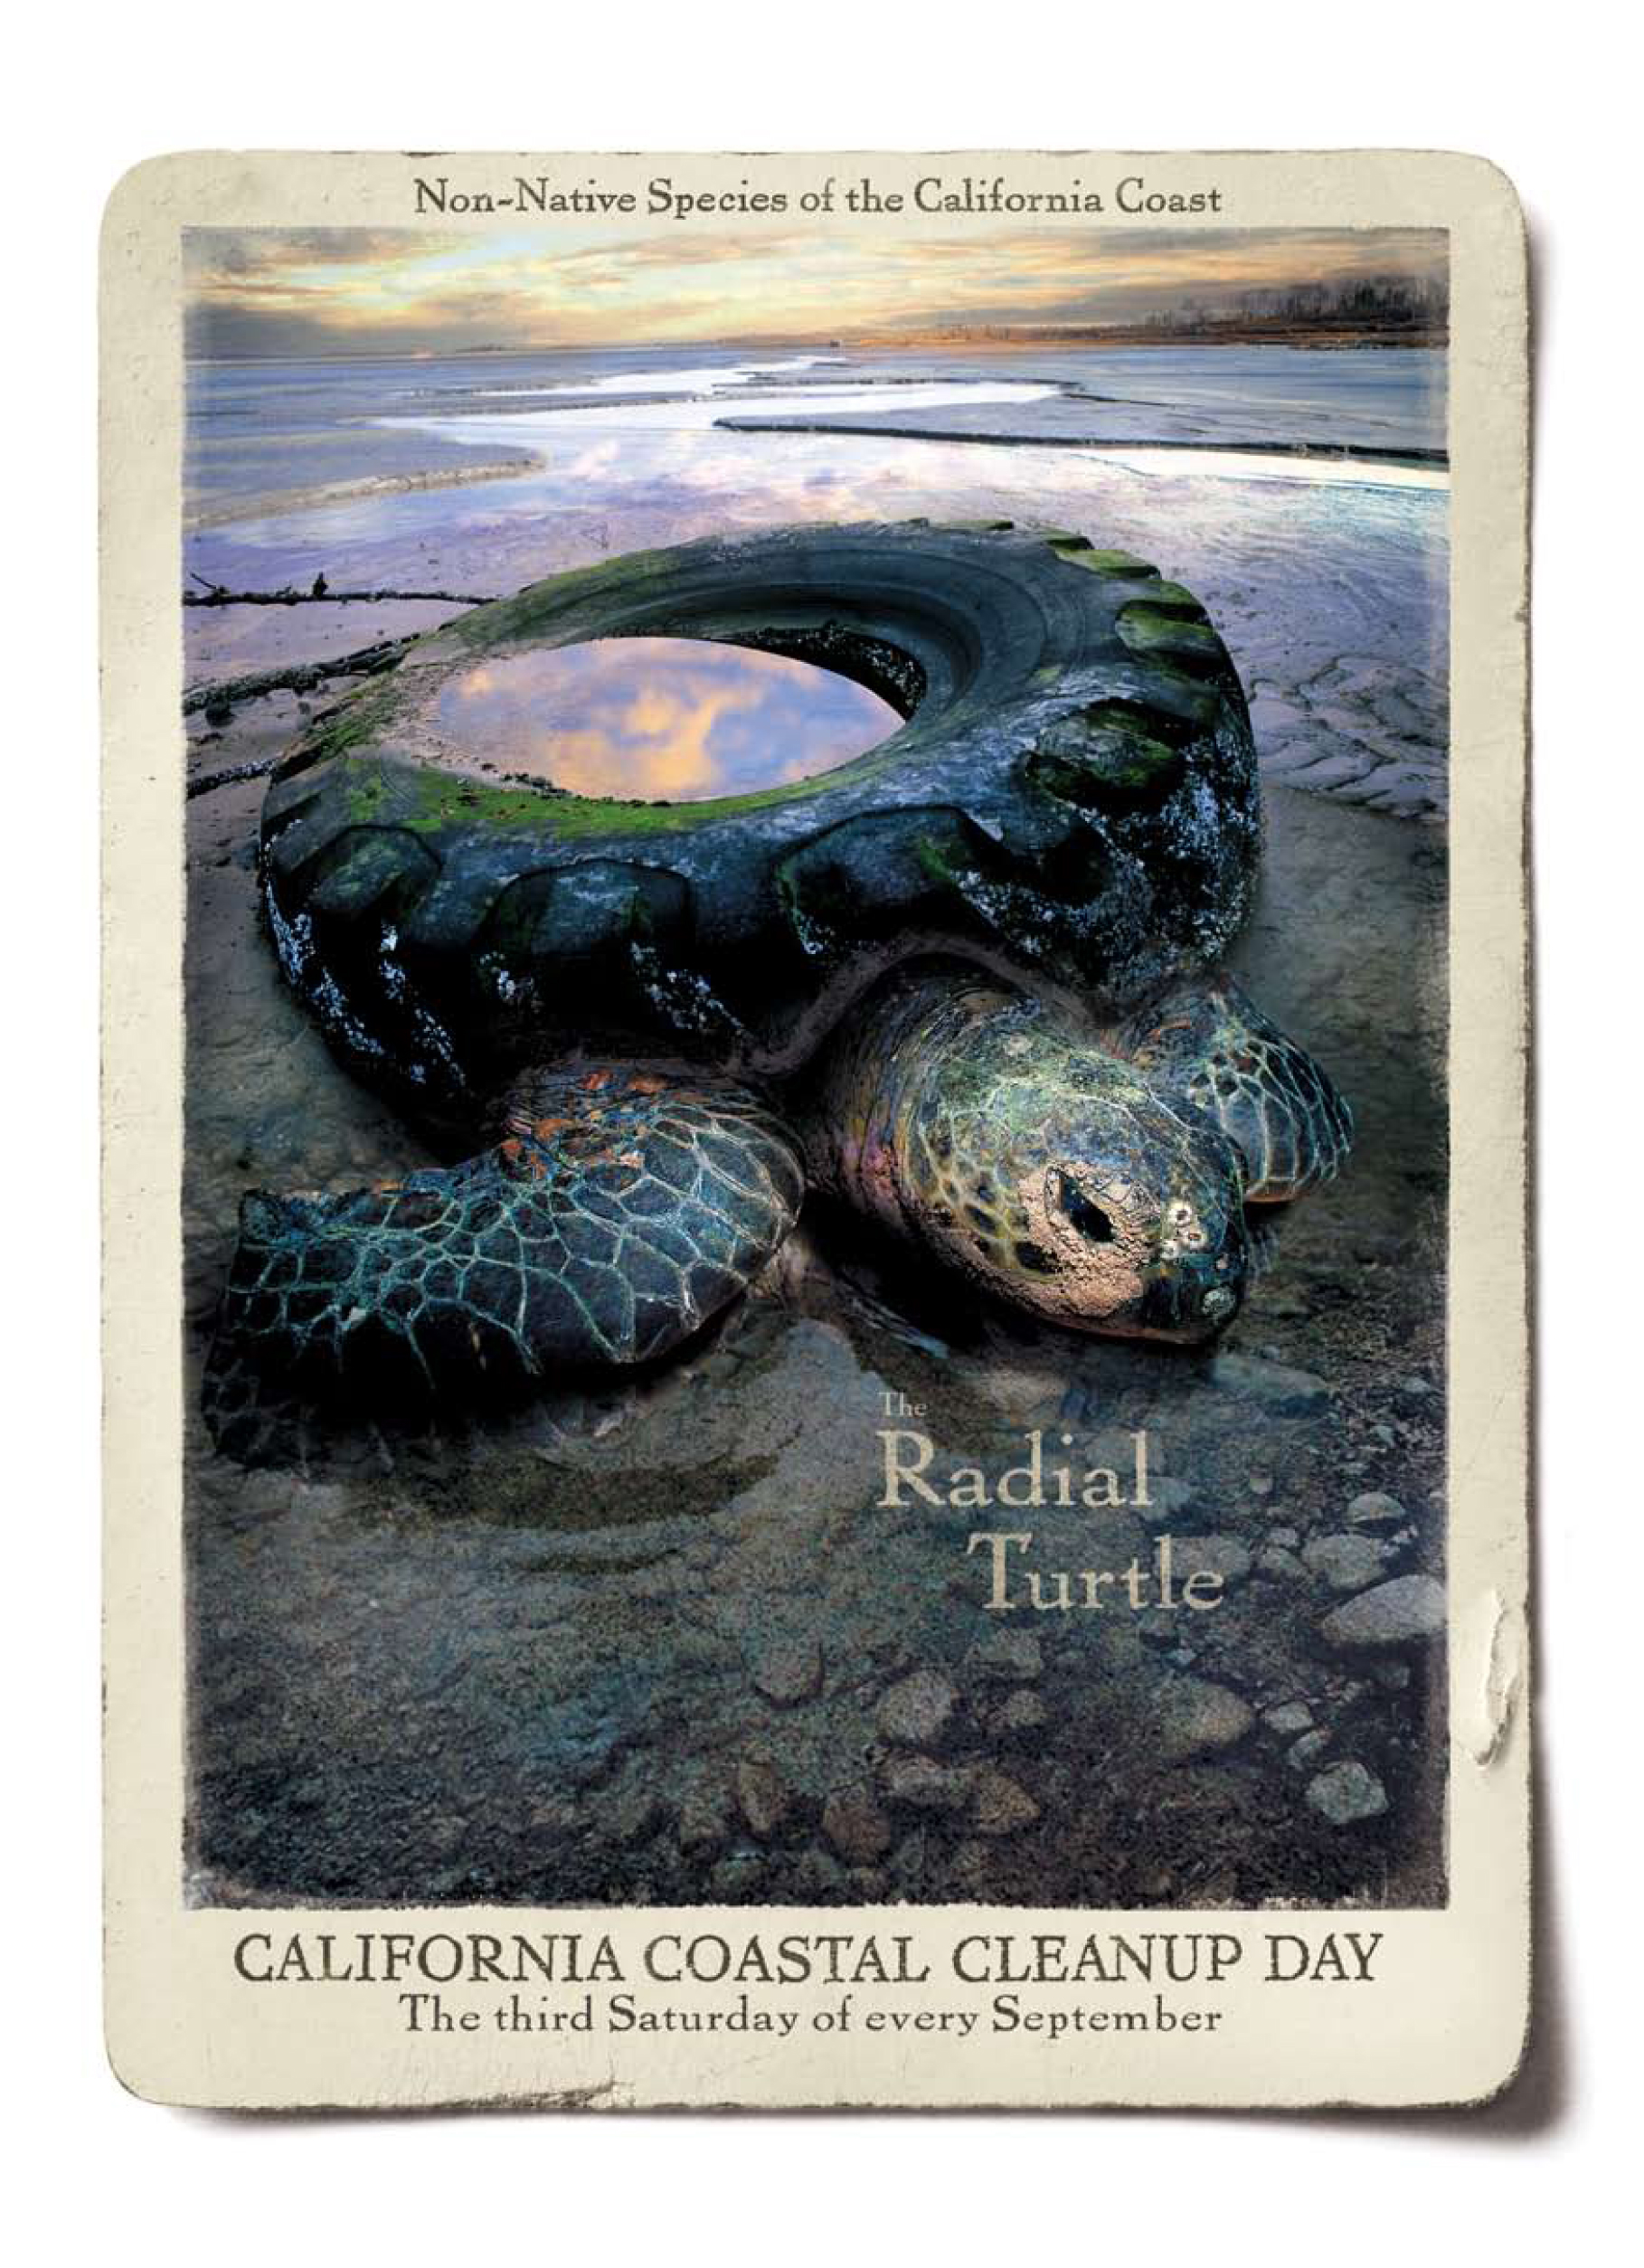 Non-Native Species of the California Coast
The
Radial
Turtle
CALIFORNIA COASTAL CLEANUP DAY
The third Saturday of every September